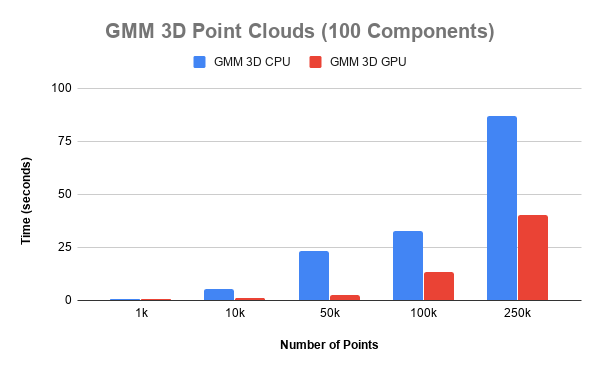 GMM 3D Point Clouds (100 Components)
GMM 3D CPU GMM 3D GPU
100
75
50
25
0
Time (seconds)
1k 10k 50k 100k 250k
Number of Points